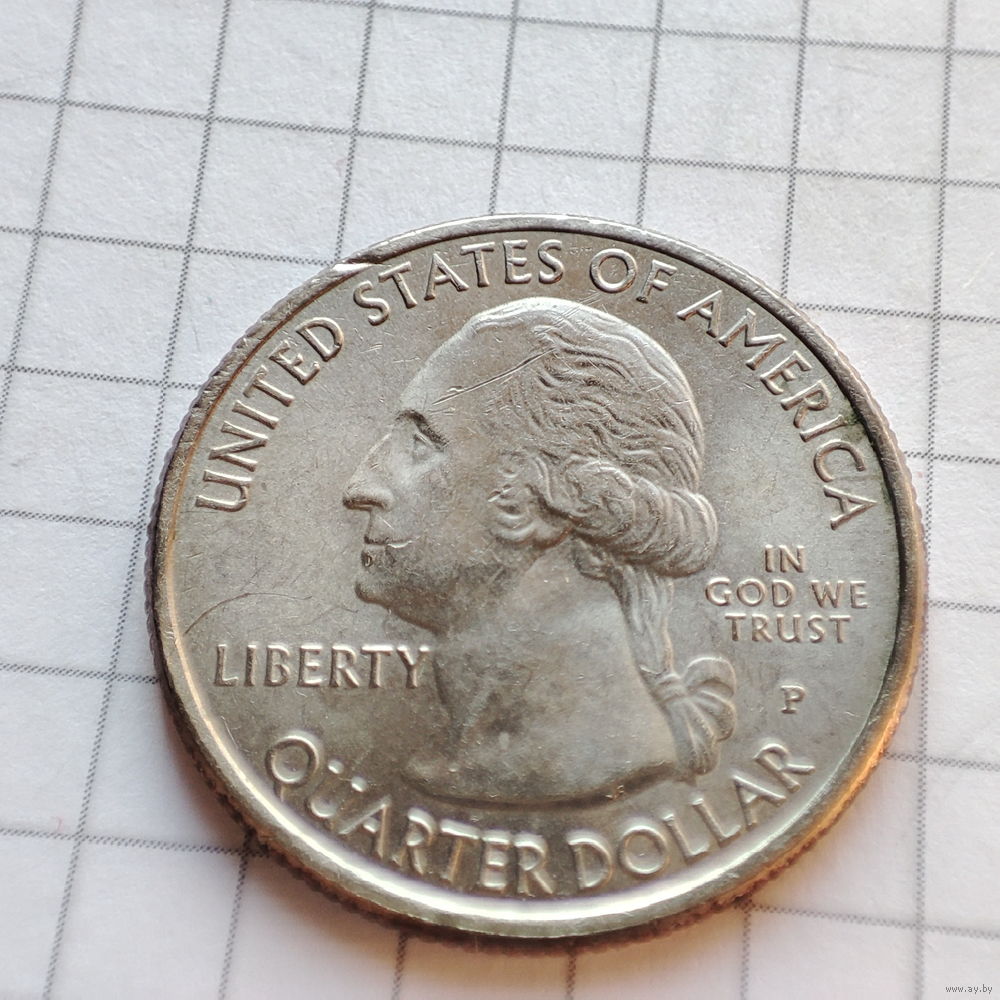 UNITED STATES OF AMERICA
IN
GOD WE
TRUST
LIBERTY
P
QUARTER DOLLAR
www.ay.by